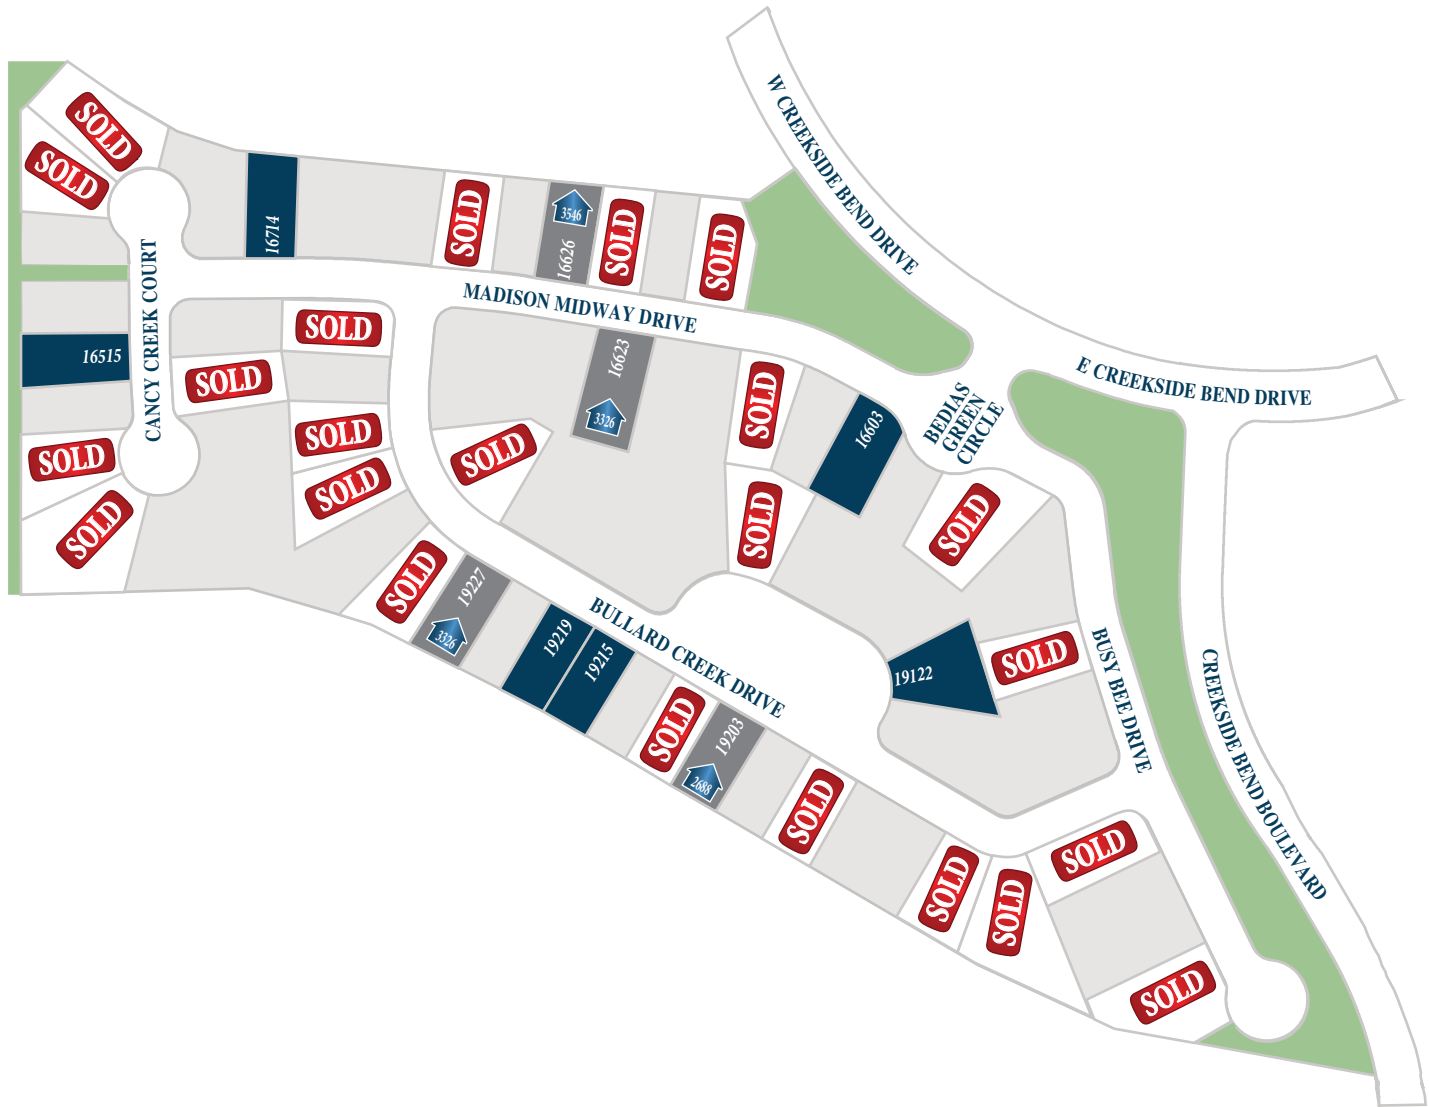 W CREEKSIDE BEND DRIVE
SOLD
SOLD
16714
SOLD
3546
16626
SOLD
SOLD
CANCY CREEK COURT
MADISON MIDWAY DRIVE
SOLD
16515
SOLD
16623
3326
SOLD
16603
BEDIAS
GREEN
CIRCLE
E CREEKSIDE BEND DRIVE
SOLD
SOLD
SOLD
SOLD
SOLD
SOLD
SOLD
SOLD
SOLD
19227
3326
19219
19215
BULLARD CREEK DRIVE
19122
SOLD
BUSY BEE DRIVE
CREEKSIDE BEND BOULEVARD
SOLD
19203
2688
SOLD
SOLD
SOLD
SOLD
SOLD